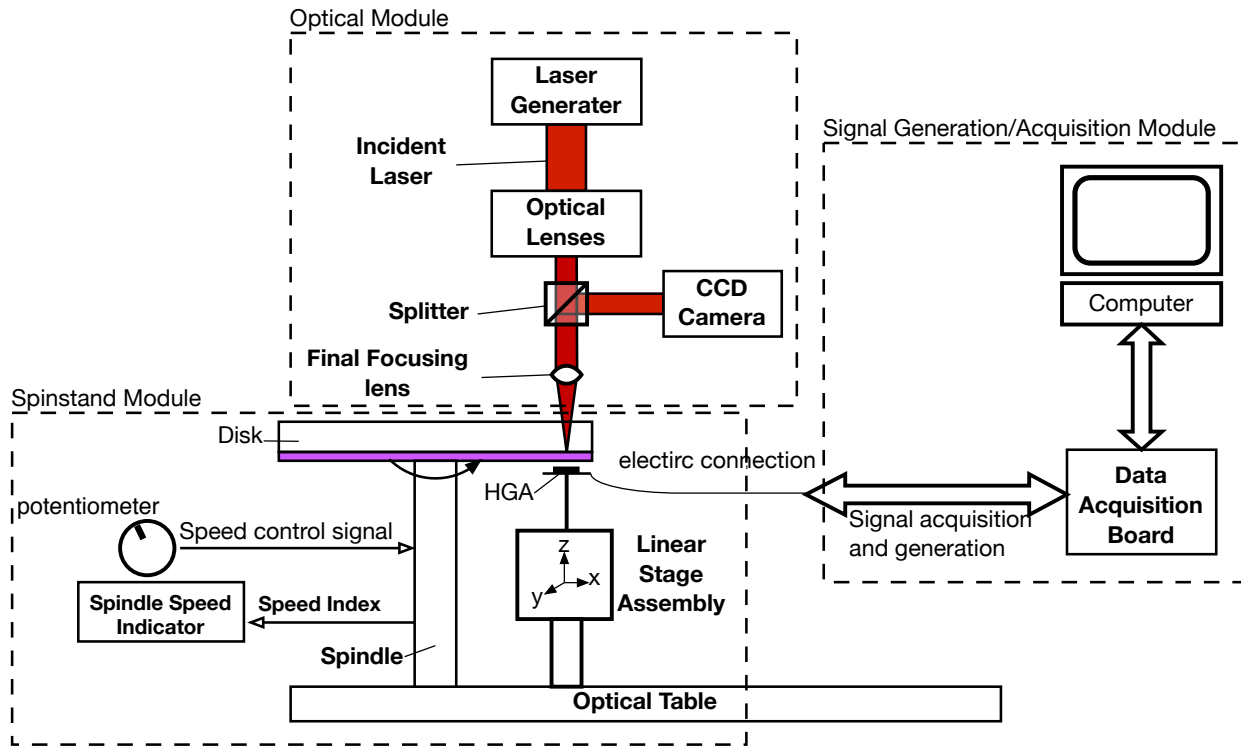 Optical Module
Laser
Generater
Incident
Laser
Optical
Lenses
Splitter
CCD
Camera
Final Focusing
lens
Signal Generation/Acquisition Module
Computer
Data
Acquisition
Board
Signal acquisition
and generation
electirc connection
Spinstand Module
Disk
HGA
potentiometer
Speed control signal
Spindle Speed
Indicator
Speed Index
Spindle
z
x
y
Linear
Stage
Assembly
Optical Table